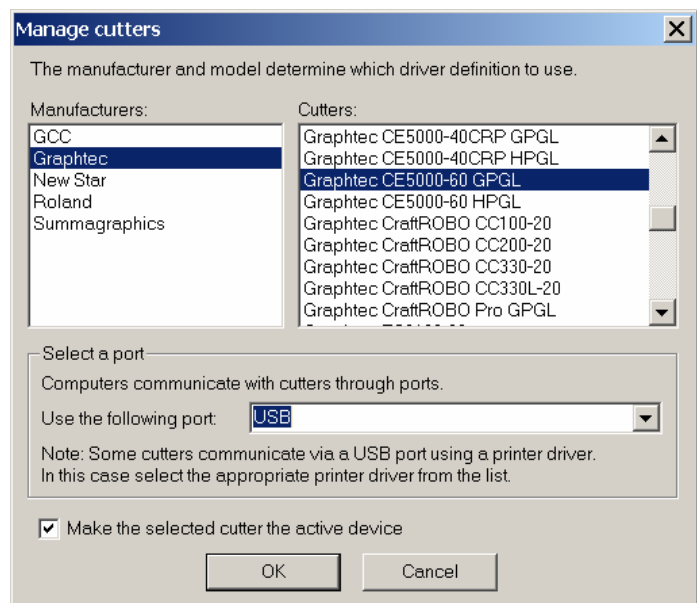 Manage cutters
The manufacturer and model determine which driver definition to use.
Manufacturers:
GCC
Graphtec
New Star
Roland
Summagraphics
Cutters:
Graphtec CE5000-40CRP GPGL
Graphtec CE5000-40CRP HPGL
Graphtec CE5000-60 GPGL
Graphtec CE5000-60 HPGL
Graphtec CraftROBO CC100-20
Graphtec CraftROBO CC200-20
Graphtec CraftROBO CC330-20
Graphtec CraftROBO CC330L-20
Graphtec CraftROBO Pro GPGL
Select a port
Computers communicate with cutters through ports.
Use the following port: USB
Note: Some cutters communicate via a USB port using a printer driver.
In this case select the appropriate printer driver from the list.
Make the selected cutter the active device
OK Cancel